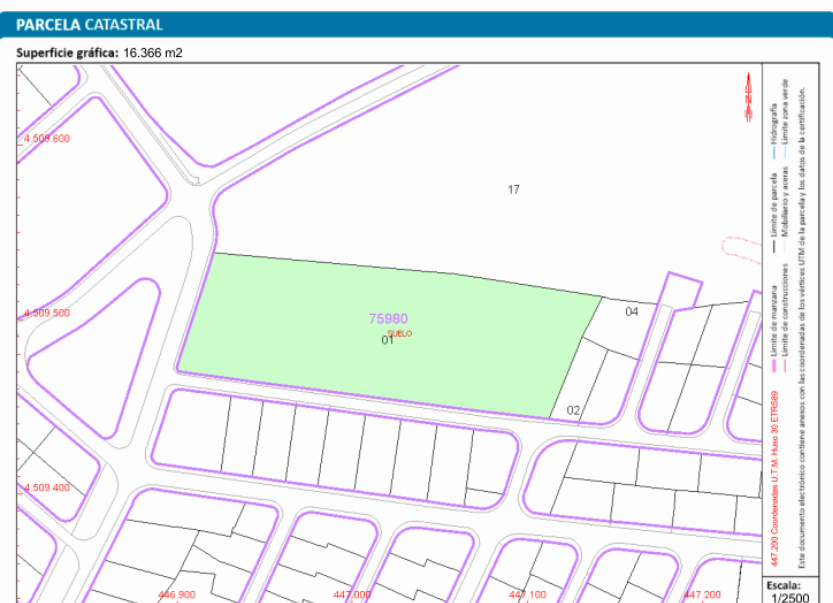 PARCELA CATASTRAL
Superficie gráfica: 16.366 m2
4.509.600
17
4.509.500
75980
SUELO
01
04
02
4.509.400
446.900
447.000
447.100
447.200
Hidrografía
Límite zona verde
Límite de parcela
Mobiliario y aceras
Límite de manzana
Límite de construcciones
447.200 Coordenadas U.T.M. Huso 30 ETRS89
Este documento electrónico contiene anexos con las coordenadas de los vértices UTM de la parcela y los datos de la certificación.
Escala:
1/2500